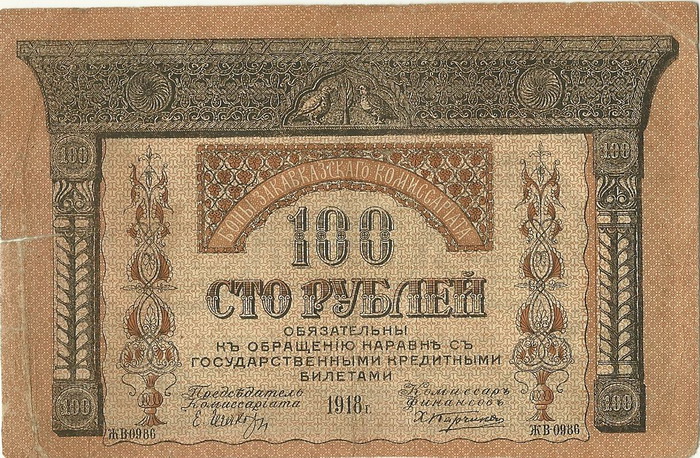 100 100
БОНЪ ЗАКАВКАЗСКАГО КОМИССАРІАТА
100
СТО РУБЛЕЙ
ОБЯЗАТЕЛЬНЫ
КЪ ОБРАЩЕНІЮ НАРАВНѢ СЪ
ГОСУДАРСТВЕННЫМИ КРЕДИТНЫМИ
БИЛЕТАМИ
Предсѣдатель Комиссаръ
Комиссаріата 1918 г. Финансовъ
100 100
ЖВ-0986 ЖВ-0986